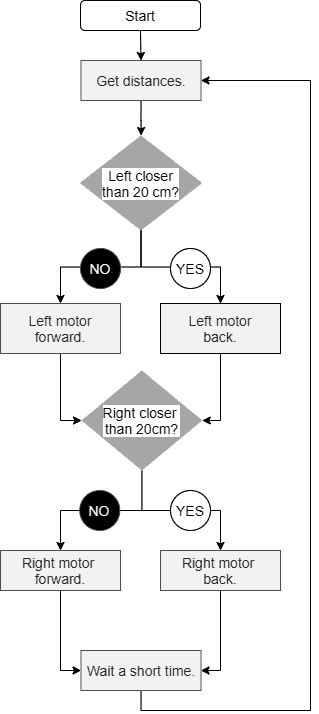 Start
Get distances.
Left closer
than 20 cm?
NO
YES
Left motor
forward.
Left motor
back.
Right closer
than 20cm?
NO
YES
Right motor
forward.
Right motor
back.
Wait a short time.